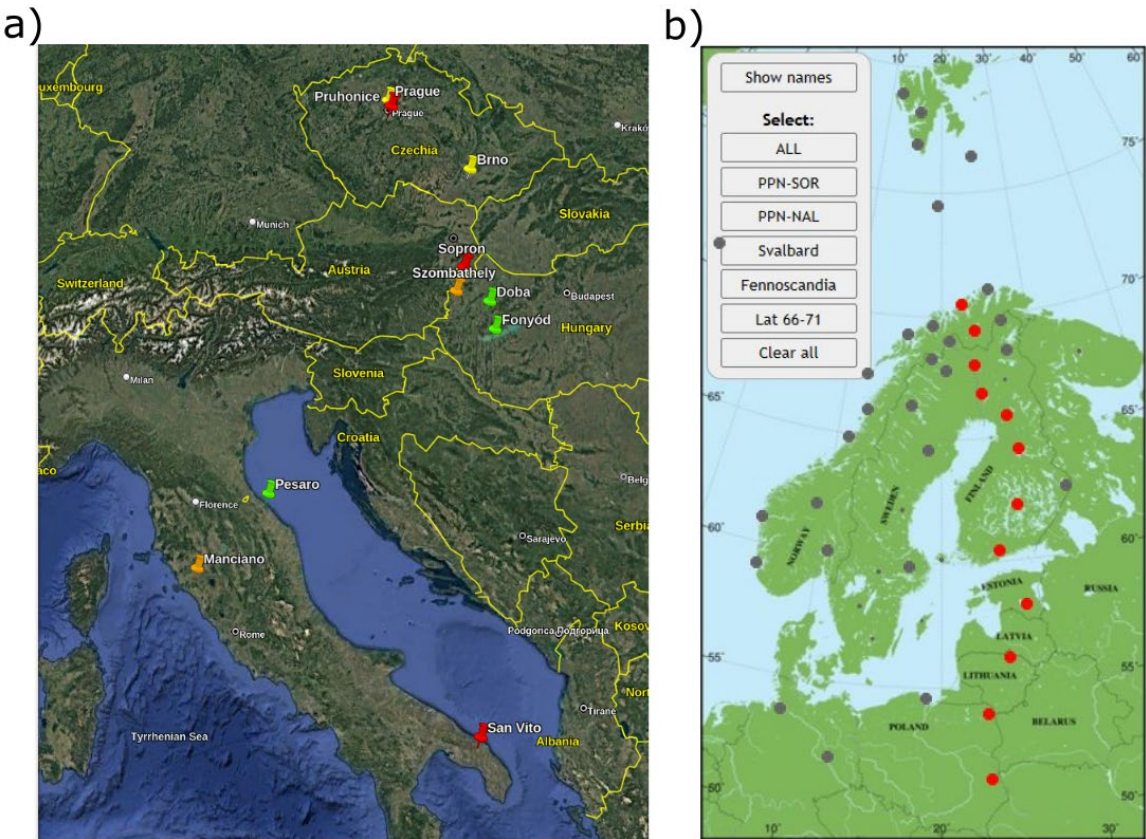 a)
uxembourg
Pruhonice
Prague
Prague
Krakó
Czechia
Brno
Slovakia
Munich
Sopron
Austria
Szombathely
Switzerland
Doba
Budapest
Fonyód
Hungary
Slovenia
Milan
Croatia
aco
Pesaro
Belg
Florence
Serbia
Sarajevo
Manciano
Podgorica Подгорица
Kosov
Rome
Nort
San Vito
Tirane
Tyrrhenian Sea
Albania
b)
10° 20° 30° 40° 50° 60°
Show names
Select:
ALL
PPN-SOR
PPN-NAL
Svalbard
Fennoscandia
Lat 66-71
Clear all
75°
70°
65°
65°
60°
60°
55°
55°
50°
50°
FINLAND
SWEDEN
NORWAY
ESTONIA
RUSSIA
LATVIA
LITHUANIA
POLAND
BELARUS
10° 20° 30°